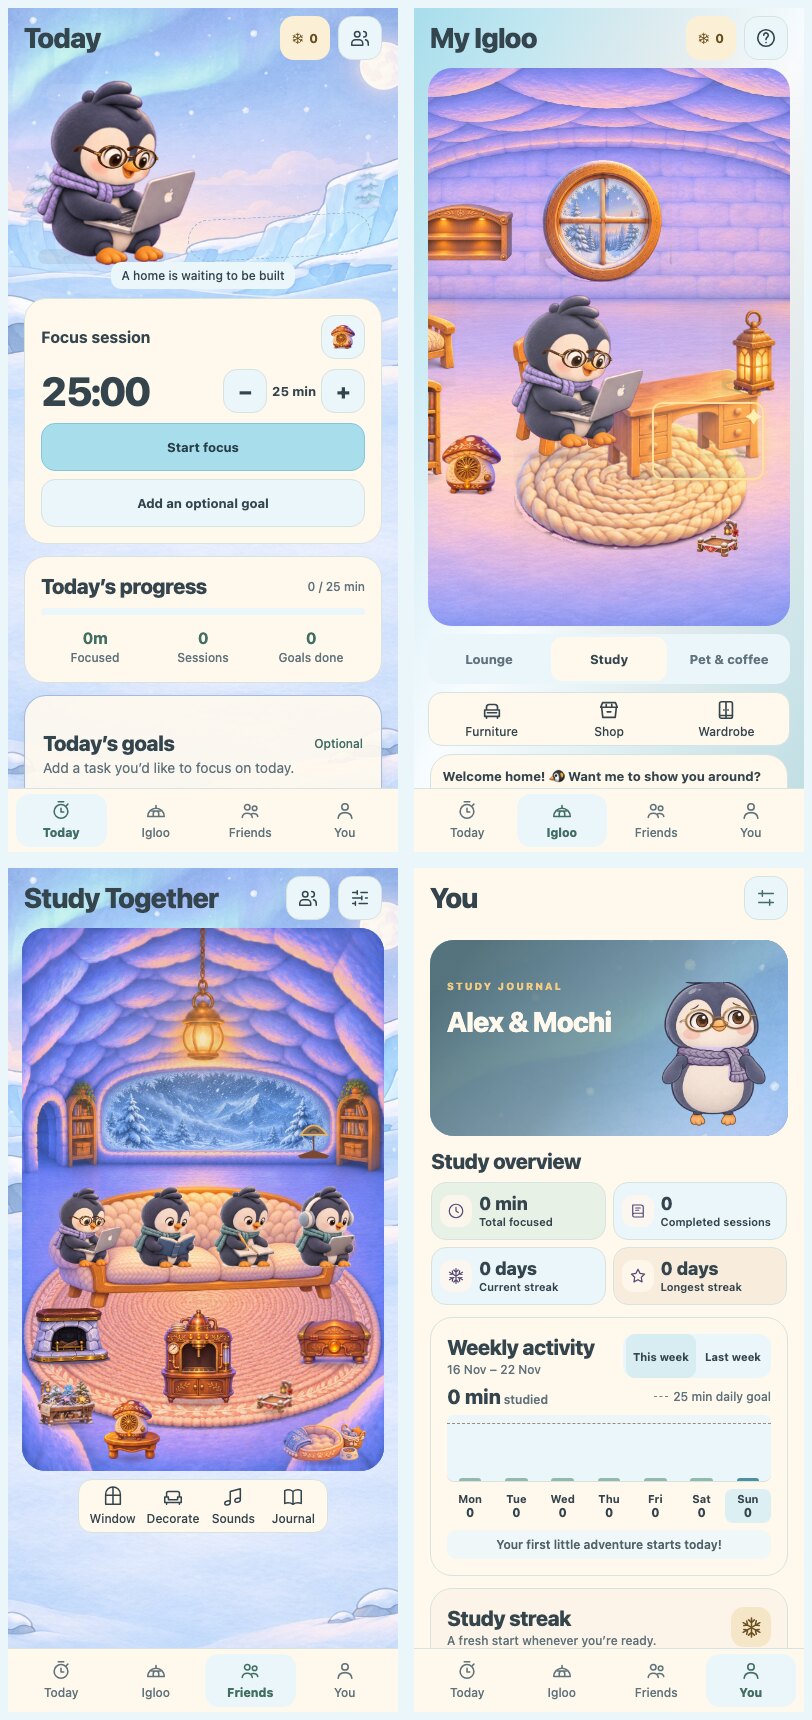 Today
0
A home is waiting to be built
Focus session
25:00
− 25 min +
Start focus
Add an optional goal
Today’s progress
0 / 25 min
0m
Focused
0
Sessions
0
Goals done
Today’s goals
Optional
Add a task you’d like to focus on today.
Today
Igloo
Friends
You
My Igloo
0
Lounge
Study
Pet & coffee
Furniture
Shop
Wardrobe
Welcome home! 🐧 Want me to show you around?
Today
Igloo
Friends
You
Study Together
Window
Decorate
Sounds
Journal
Today
Igloo
Friends
You
You
STUDY JOURNAL
Alex & Mochi
Study overview
0 min
Total focused
0
Completed sessions
0 days
Current streak
0 days
Longest streak
Weekly activity
16 Nov – 22 Nov
This week
Last week
0 min studied
25 min daily goal
Mon Tue Wed Thu Fri Sat Sun
0 0 0 0 0 0 0
Your first little adventure starts today!
Study streak
A fresh start whenever you’re ready.
Today
Igloo
Friends
You